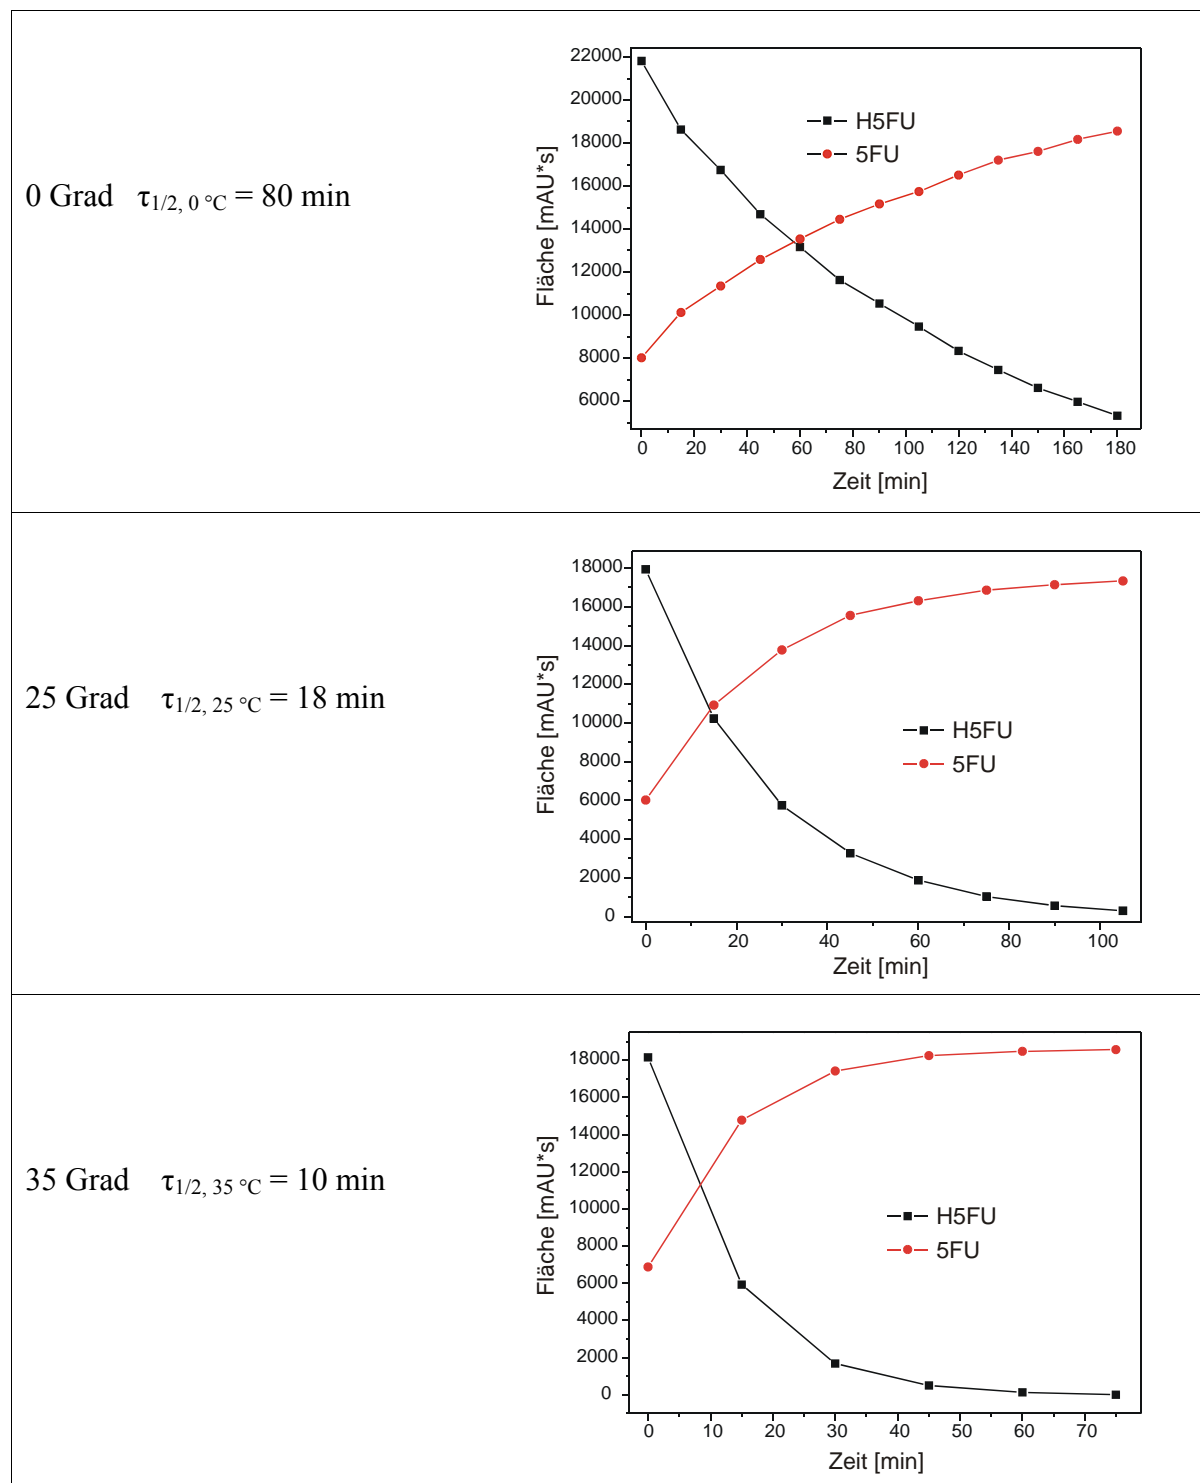 0 Grad τ1/2, 0 °C = 80 min
22000
20000
18000
16000
14000
12000
10000
8000
6000
Fläche [mAU*s]
H5FU
5FU
0 20 40 60 80 100 120 140 160 180
Zeit [min]
25 Grad τ1/2, 25 °C = 18 min
18000
16000
14000
12000
10000
8000
6000
4000
2000
0
Fläche [mAU*s]
H5FU
5FU
0 20 40 60 80 100
Zeit [min]
35 Grad τ1/2, 35 °C = 10 min
18000
16000
14000
12000
10000
8000
6000
4000
2000
0
Fläche [mAU*s]
H5FU
5FU
0 10 20 30 40 50 60 70
Zeit [min]